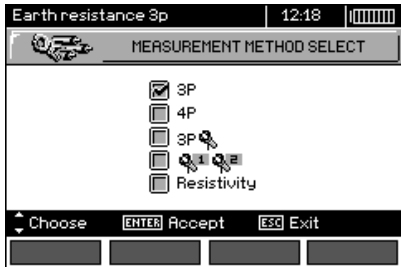 Earth resistance 3p 12:18
MEASUREMENT METHOD SELECT
3P
4P
3P
1 2
Resistivity
Choose ENTER Accept ESC Exit